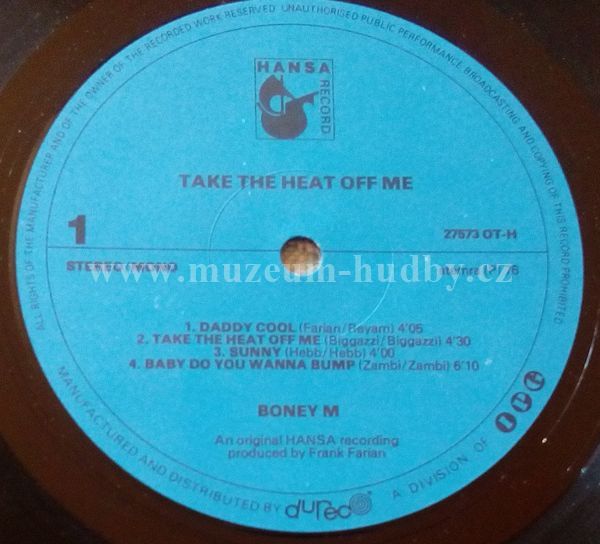 ALL RIGHTS OF THE MANUFACTURER AND OF THE OWNER OF THE RECORDED WORK RESERVED. UNAUTHORISED PUBLIC PERFORMANCE BROADCASTING AND COPYING OF THIS RECORD PROHIBITED
HANSA
RECORD
TAKE THE HEAT OFF ME
1
27573 OT-H
STEREO/MONO
www.muzeum-hudby.cz
1. DADDY COOL (Farian/Reyam) 4'05
2. TAKE THE HEAT OFF ME (Biggazzi/Biggazzi) 4'30
3. SUNNY (Hebb/Hebb) 4'00
4. BABY DO YOU WANNA BUMP (Zambi/Zambi) 6'10
BONEY M
An original HANSA recording
produced by Frank Farian
MANUFACTURED AND DISTRIBUTED BY dureco A DIVISION OF